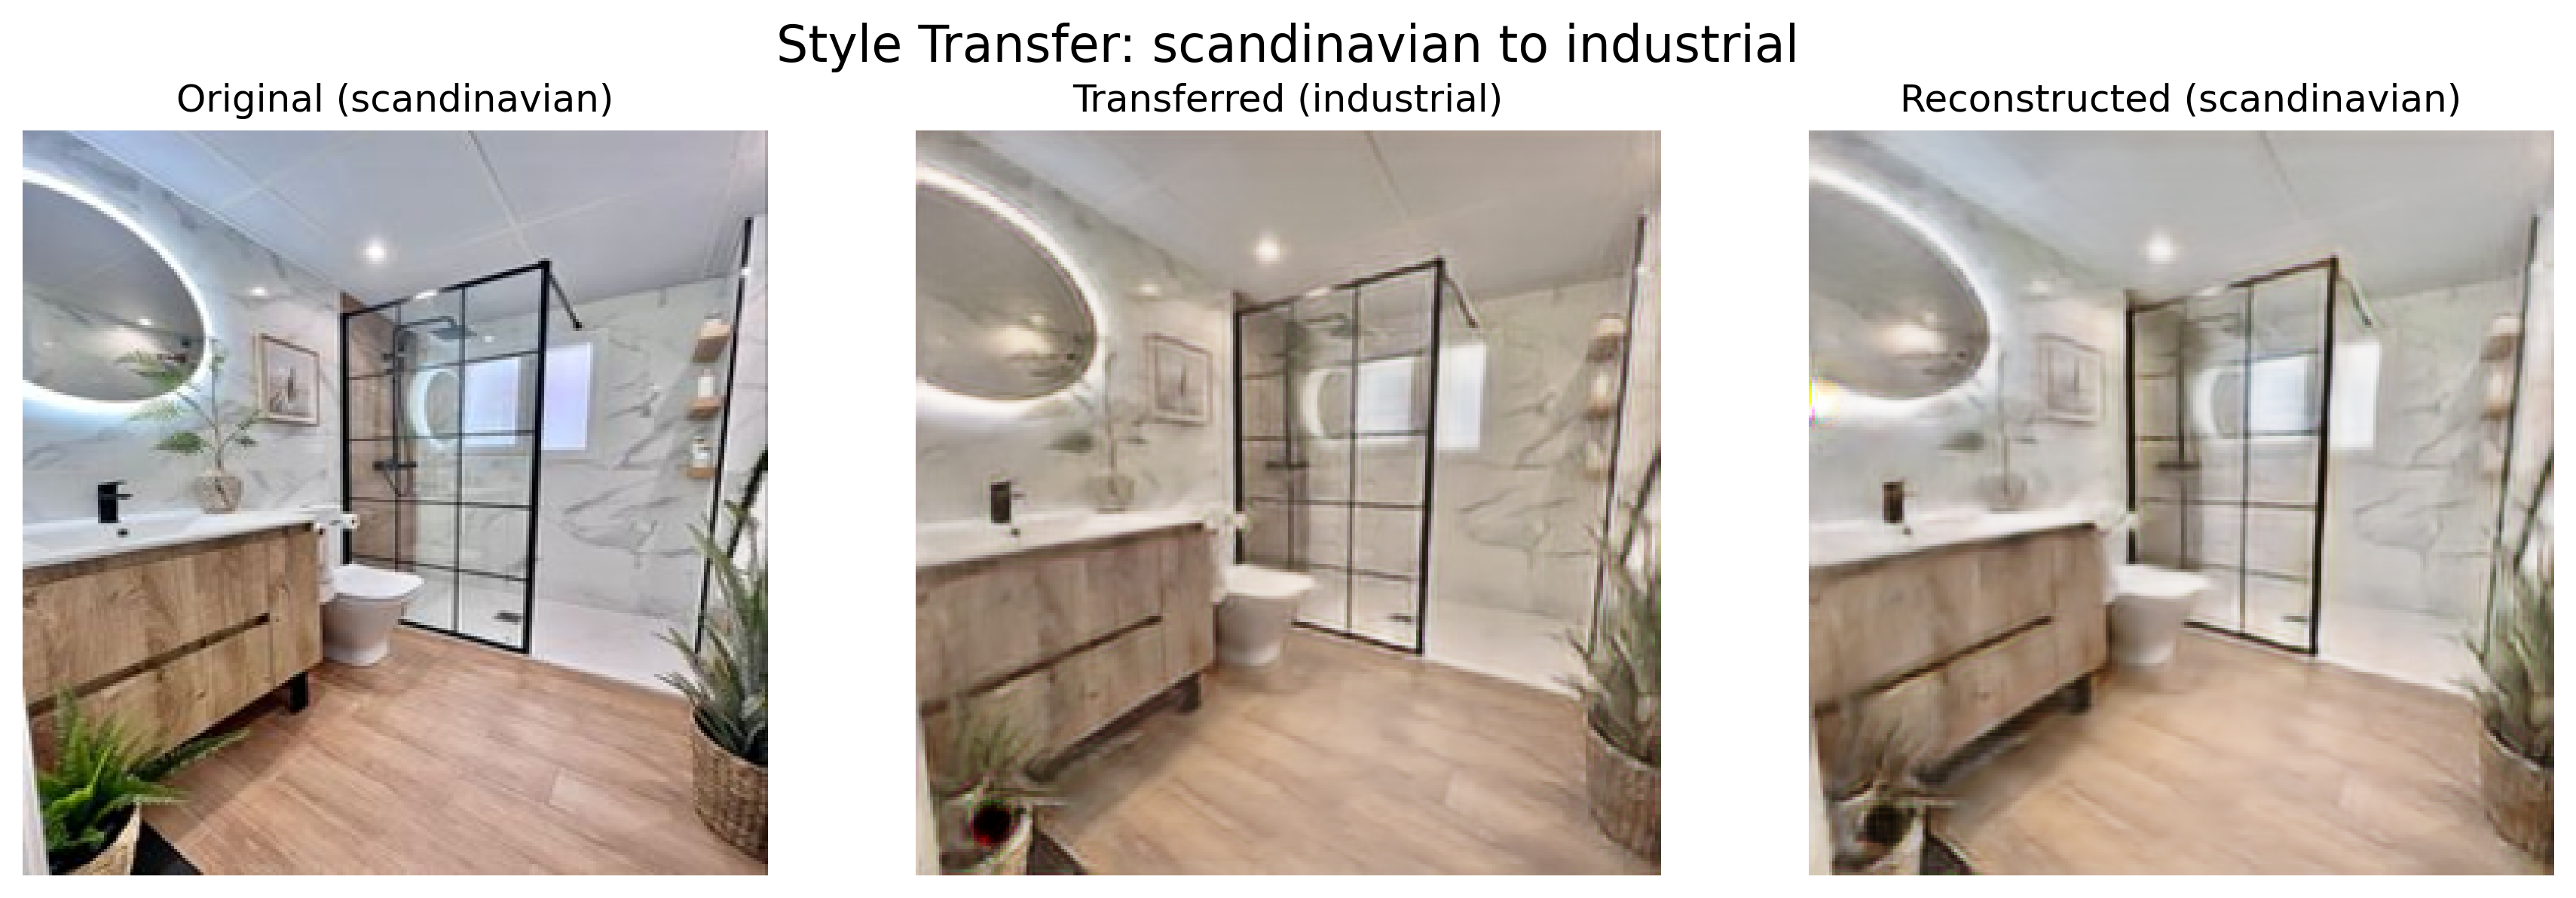 Style Transfer: scandinavian to industrial
Original (scandinavian)
Transferred (industrial)
Reconstructed (scandinavian)